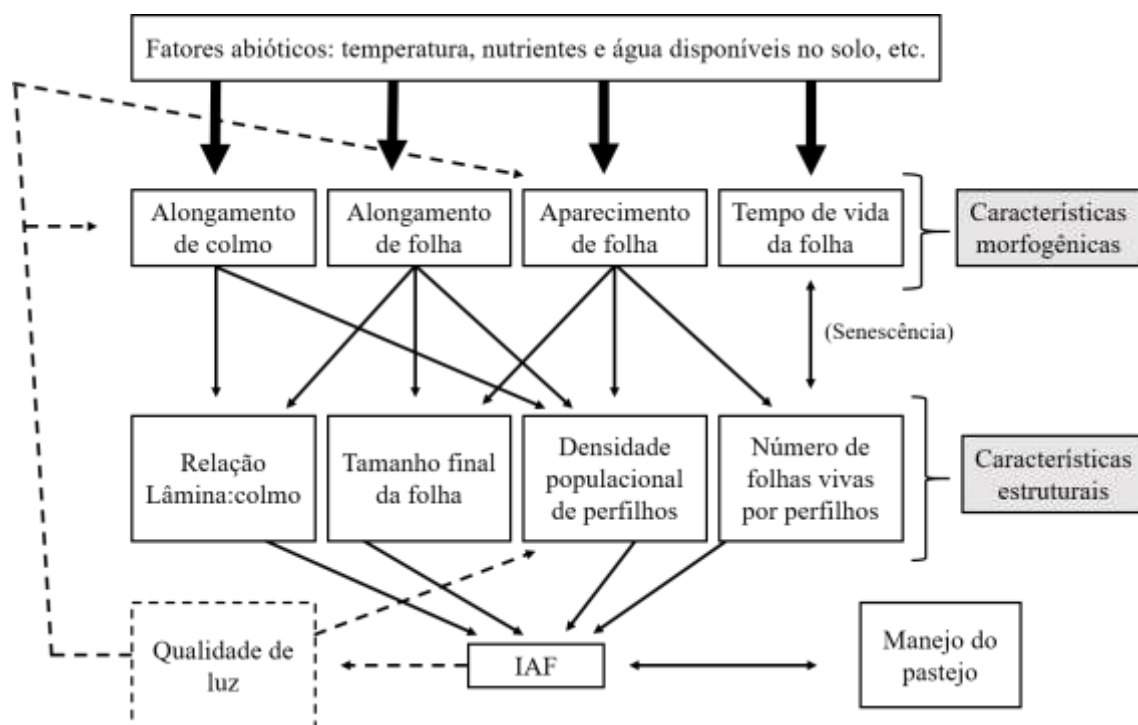 Fatores abióticos: temperatura, nutrientes e água disponíveis no solo, etc.
Alongamento
de colmo
Alongamento
de folha
Aparecimento
de folha
Tempo de vida
da folha
Características
morfogênicas
(Senescência)
Relação
Lâmina:colmo
Tamanho final
da folha
Densidade
populacional
de perfilhos
Número de
folhas vivas
por perfilhos
Características
estruturais
Qualidade de
luz
IAF
Manejo do
pastejo